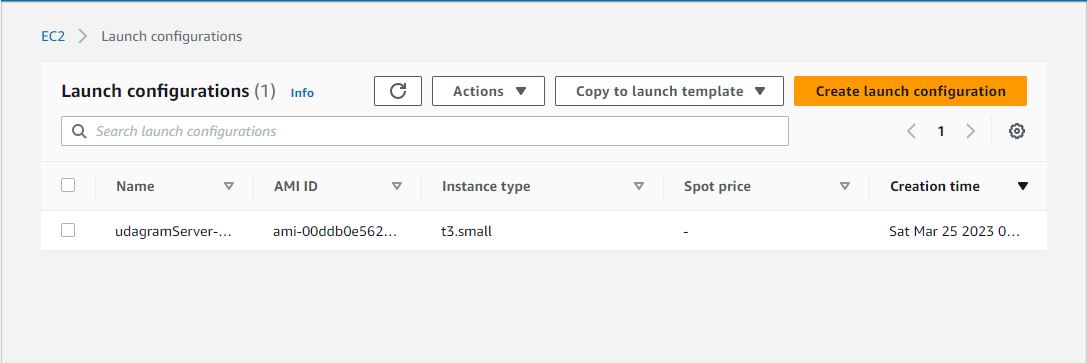 EC2 > Launch configurations
Launch configurations (1) Info Actions Copy to launch template Create launch configuration
Search launch configurations 1
Name AMI ID Instance type Spot price Creation time
udagramServer-... ami-00ddb0e562... t3.small - Sat Mar 25 2023 0...